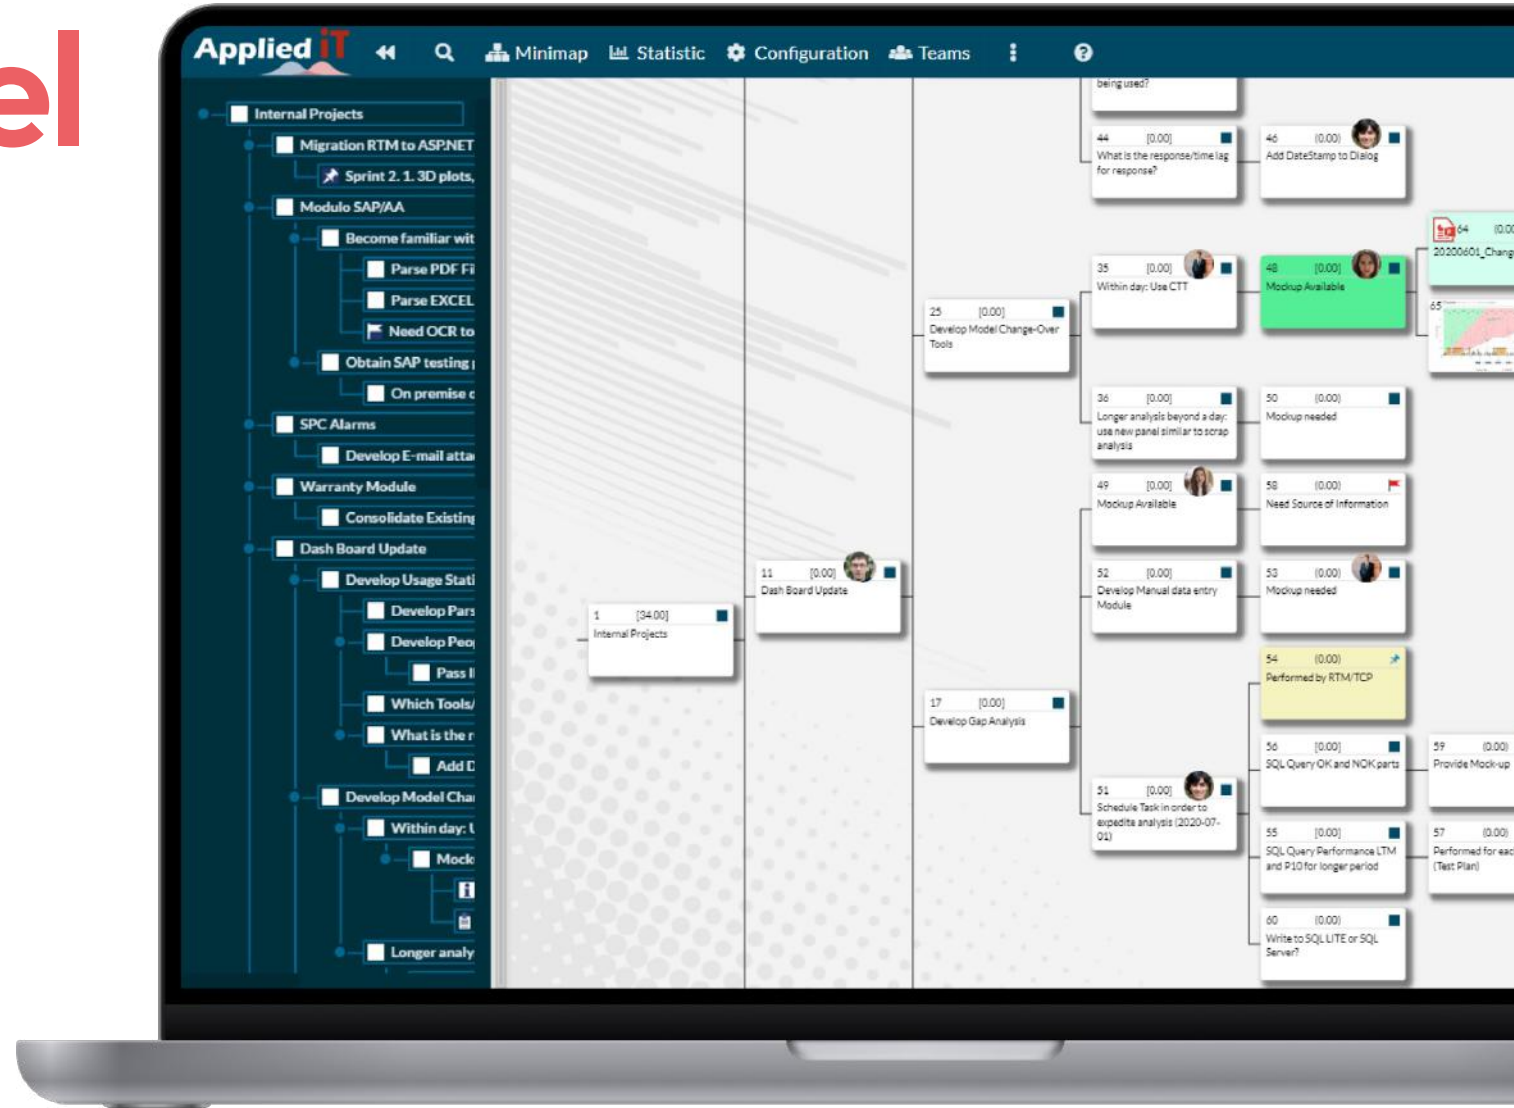 el
Applied iT
Minimap
Statistic
Configuration
Teams
Internal Projects
Migration RTM to ASP.NET
Sprint 2. 1. 3D plots,
Modulo SAP/AA
Become familiar wit
Parse PDF Fi
Parse EXCEL
Need OCR to
Obtain SAP testing
On premise
SPC Alarms
Develop E-mail atta
Warranty Module
Consolidate Existing
Dash Board Update
Develop Usage Stati
Develop Pars
Develop Peo
Pass I
Which Tools/
What is the r
Add D
Develop Model Cha
Within day: U
Mock
Longer analy
1 [34.00]
Internal Projects
11 [0.00]
Dash Board Update
25 [0.00]
Develop Model Change-Over
Tools
17 [0.00]
Develop Gap Analysis
being used?
44 [0.00]
What is the response/time lag
for response?
35 [0.00]
Within day: Use CTT
36 [0.00]
Longer analysis beyond a day:
use new panel similar to scrap
analysis
49 [0.00]
Mockup Available
52 [0.00]
Develop Manual data entry
Module
51 [0.00]
Schedule Task in order to
expedite analysis (2020-07-
01)
46 (0.00)
Add DateStamp to Dialog
48 [0.00]
Mockup Available
50 (0.00)
Mockup needed
58 (0.00)
Need Source of Information
53 (0.00)
Mockup needed
54 (0.00)
Performed by RTM/TCP
56 [0.00]
SQL Query OK and NOK parts
55 [0.00]
SQL Query Performance LTM
and P10 for longer period
60 (0.00)
Write to SQL LITE or SQL
Server?
64 (0.00
20200601_Chang
65
59 (0.00)
Provide Mock-up
57 (0.00)
Performed for eac
(Test Plan)